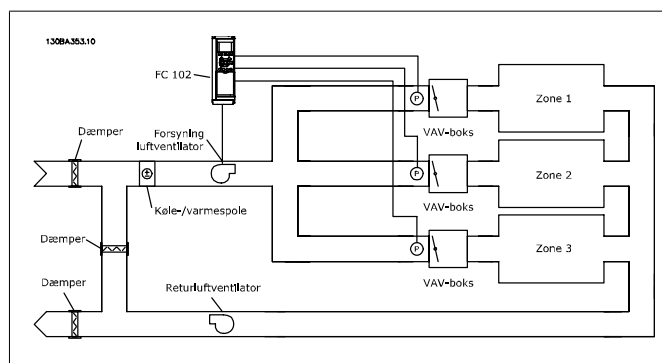 130BA353.10
FC 102
P
Zone 1
VAV-boks
Dæmper
Forsyning
luftventilator
P
Zone 2
VAV-boks
Køle-/varmespole
Dæmper
P
Zone 3
VAV-boks
Dæmper
Returluftventilator